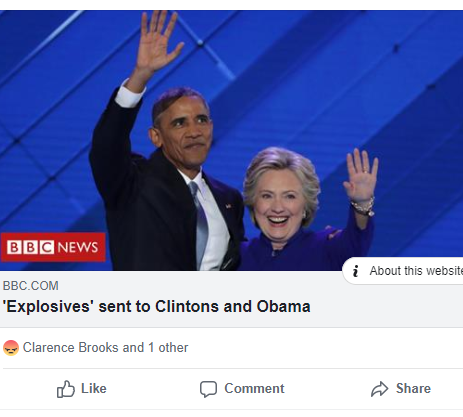 BBC NEWS
i About this website
BBC.COM
'Explosives' sent to Clintons and Obama
Clarence Brooks and 1 other
Like Comment Share